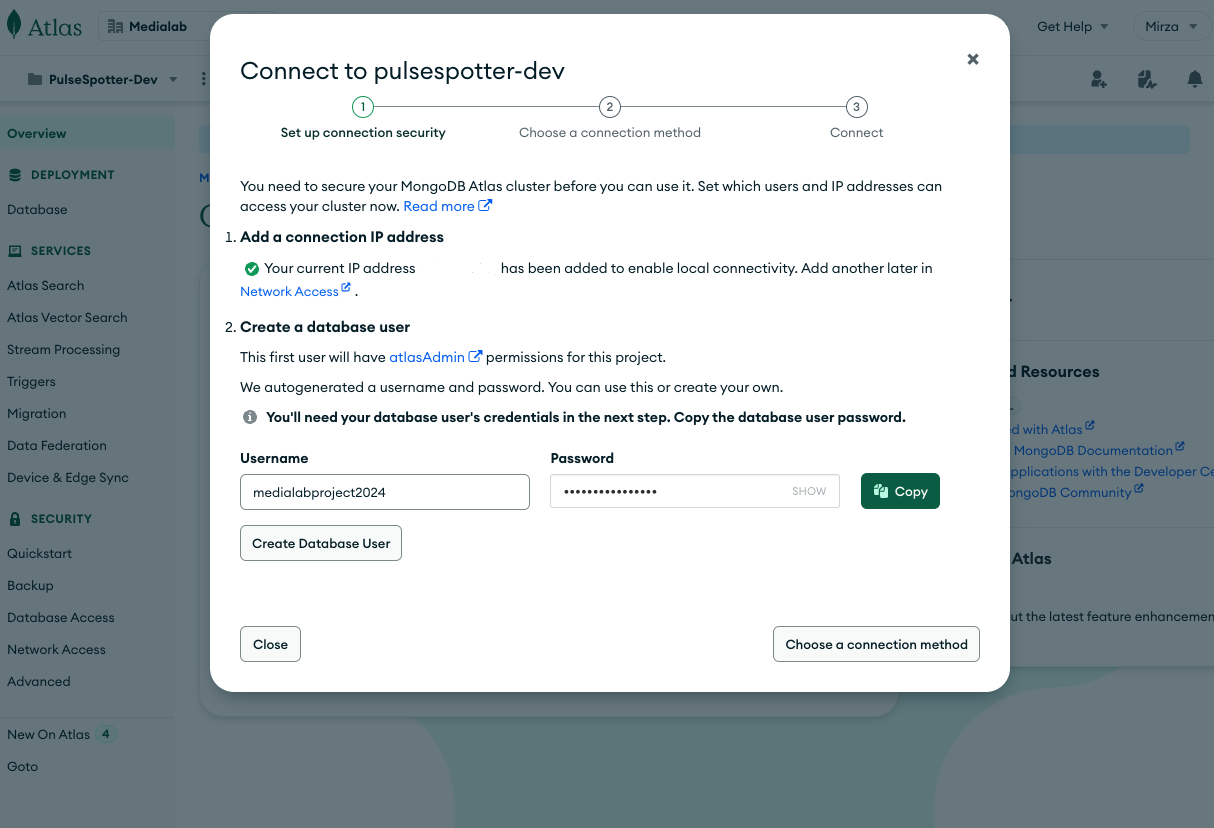 Atlas
Medialab
Get Help
Mirza
PulseSpotter-Dev
Overview
DEPLOYMENT
Database
SERVICES
Atlas Search
Atlas Vector Search
Stream Processing
Triggers
Migration
Data Federation
Device & Edge Sync
SECURITY
Quickstart
Backup
Database Access
Network Access
Advanced
New On Atlas 4
Goto
Connect to pulsespotter-dev
1
Set up connection security
2
Choose a connection method
3
Connect
You need to secure your MongoDB Atlas cluster before you can use it. Set which users and IP addresses can
access your cluster now. Read more
1. Add a connection IP address
Your current IP address has been added to enable local connectivity. Add another later in
Network Access .
2. Create a database user
This first user will have atlasAdmin permissions for this project.
We autogenerated a username and password. You can use this or create your own.
You'll need your database user's credentials in the next step. Copy the database user password.
Username
Password
medialabproject2024
•••••••••••••••• SHOW
Copy
Create Database User
Close
Choose a connection method
Resources
with Atlas
MongoDB Documentation
applications with the Developer
Community
Atlas
the latest feature